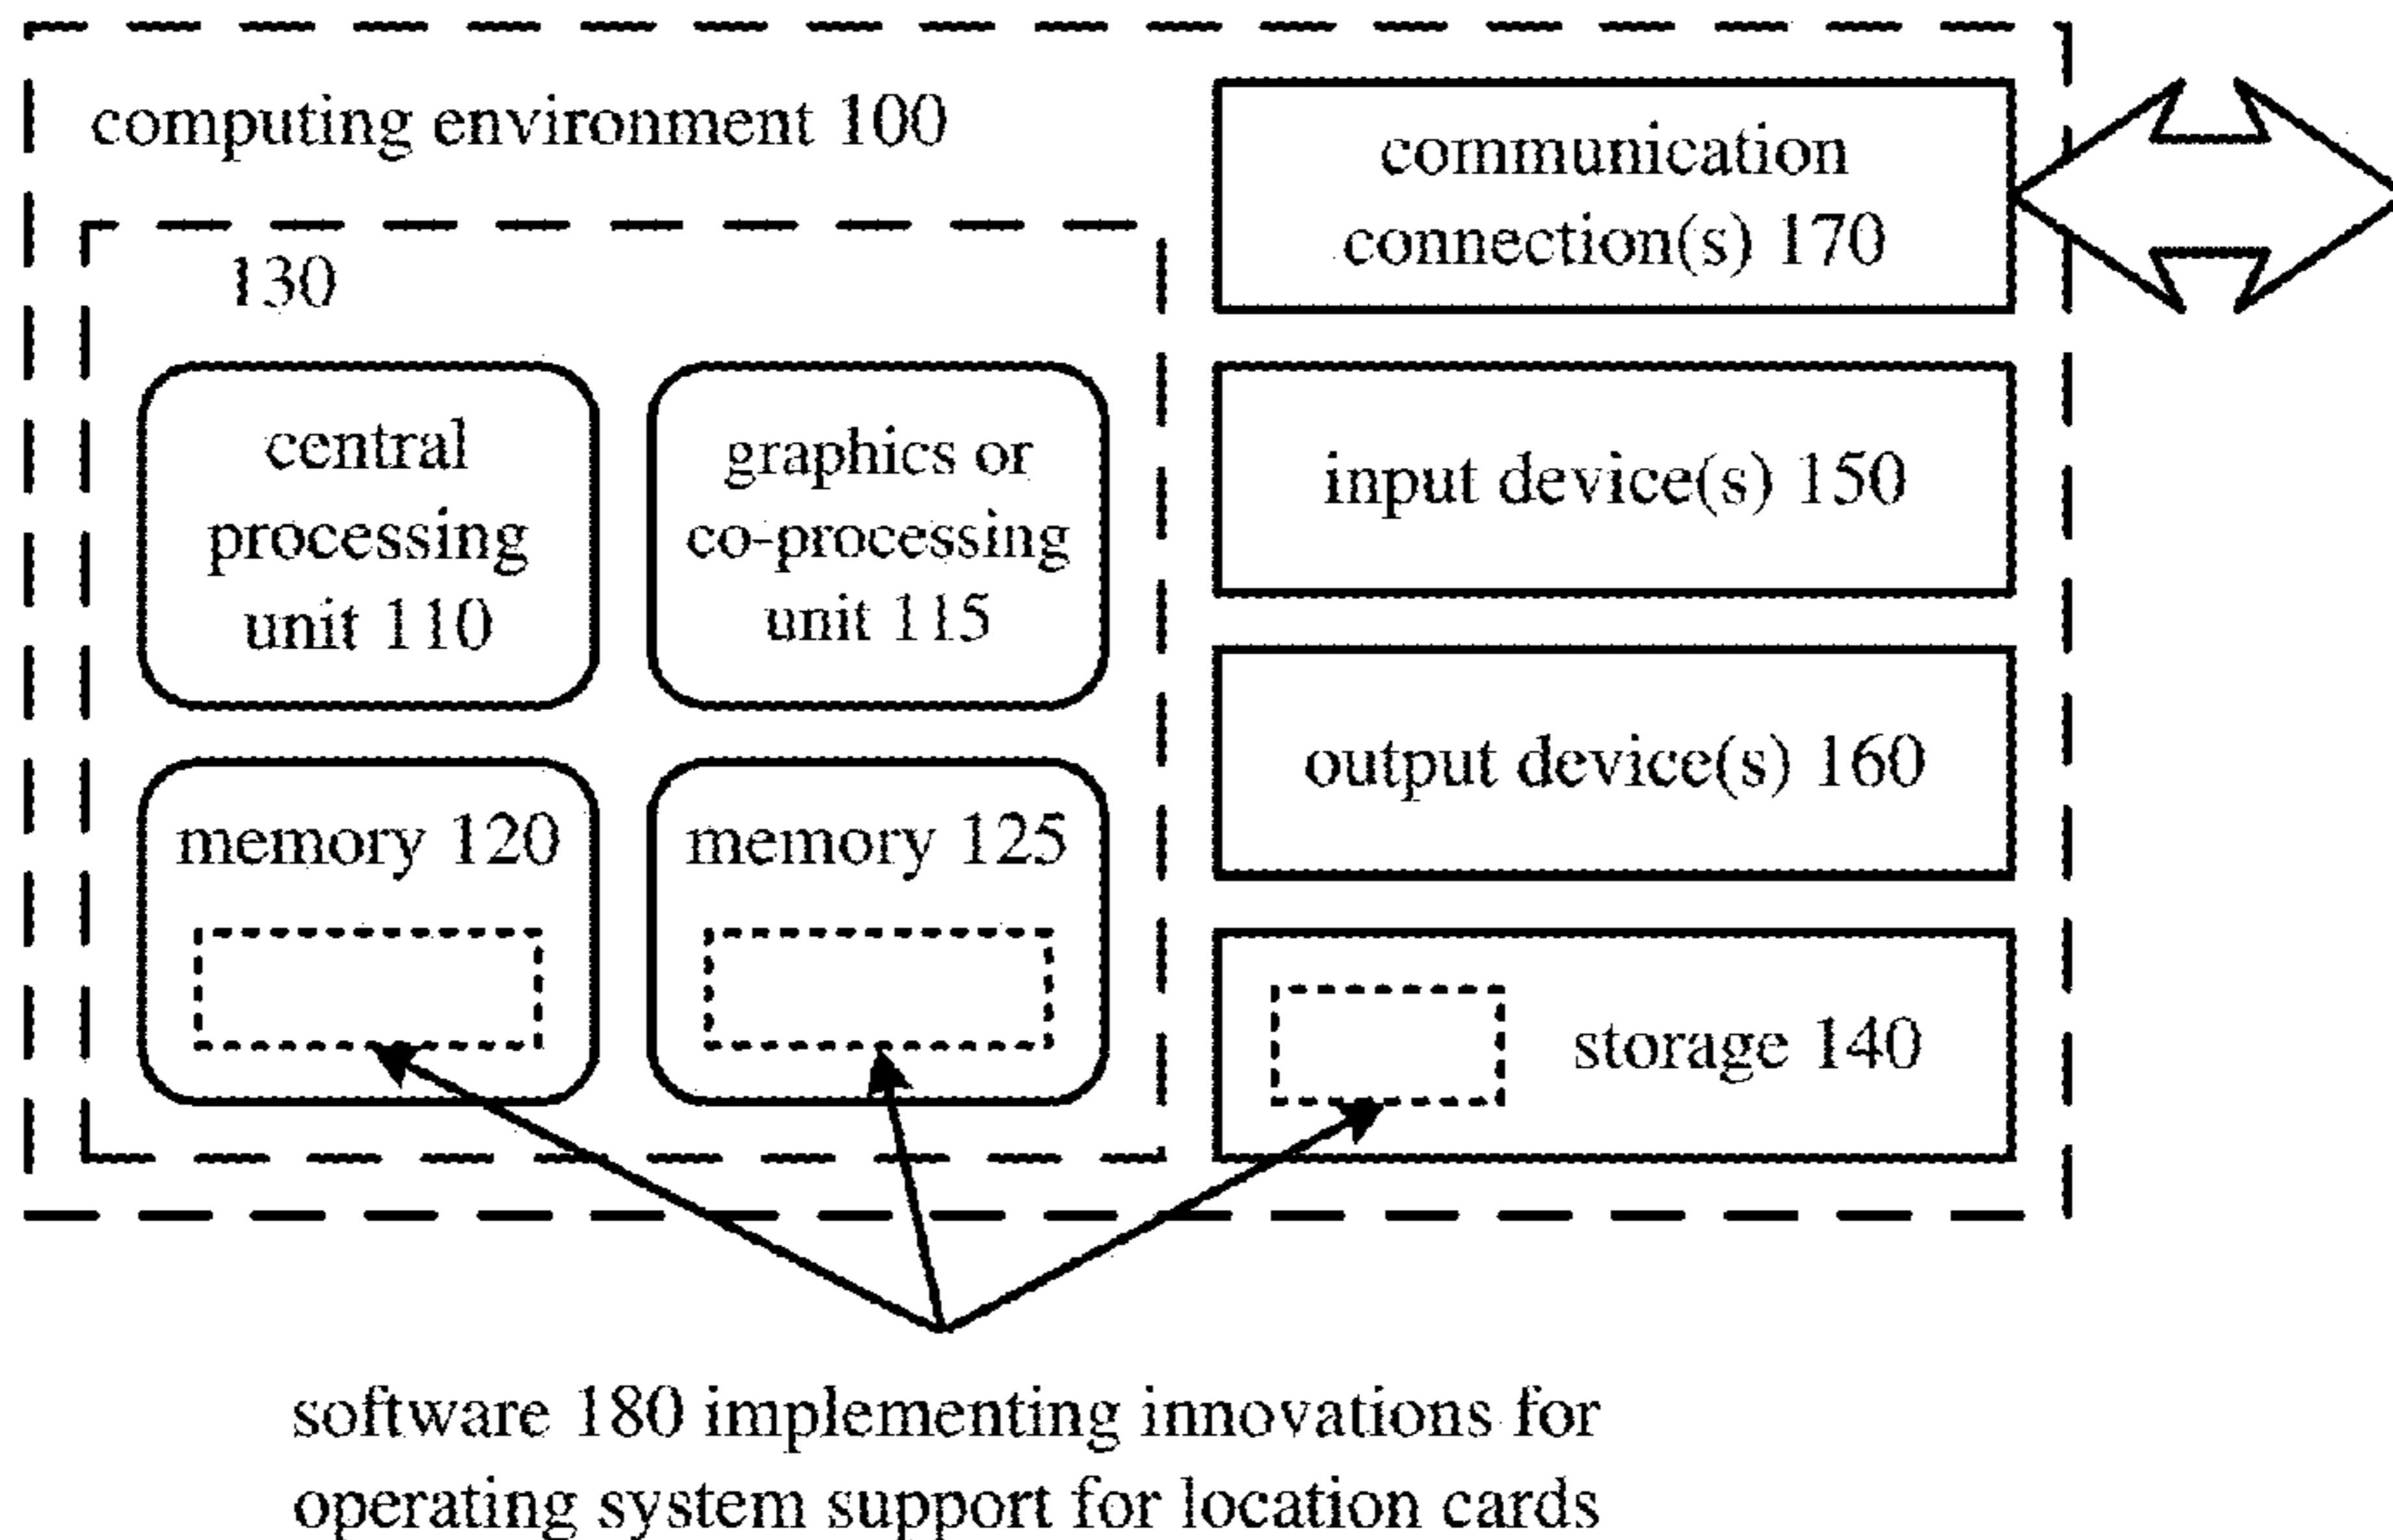 computing environment 100
130
central
processing
unit 110
graphics or
co-processing
unit 115
memory 120
memory 125
communication
connection(s) 170
input device(s) 150
output device(s) 160
storage 140
software 180 implementing innovations for
operating system support for location cards